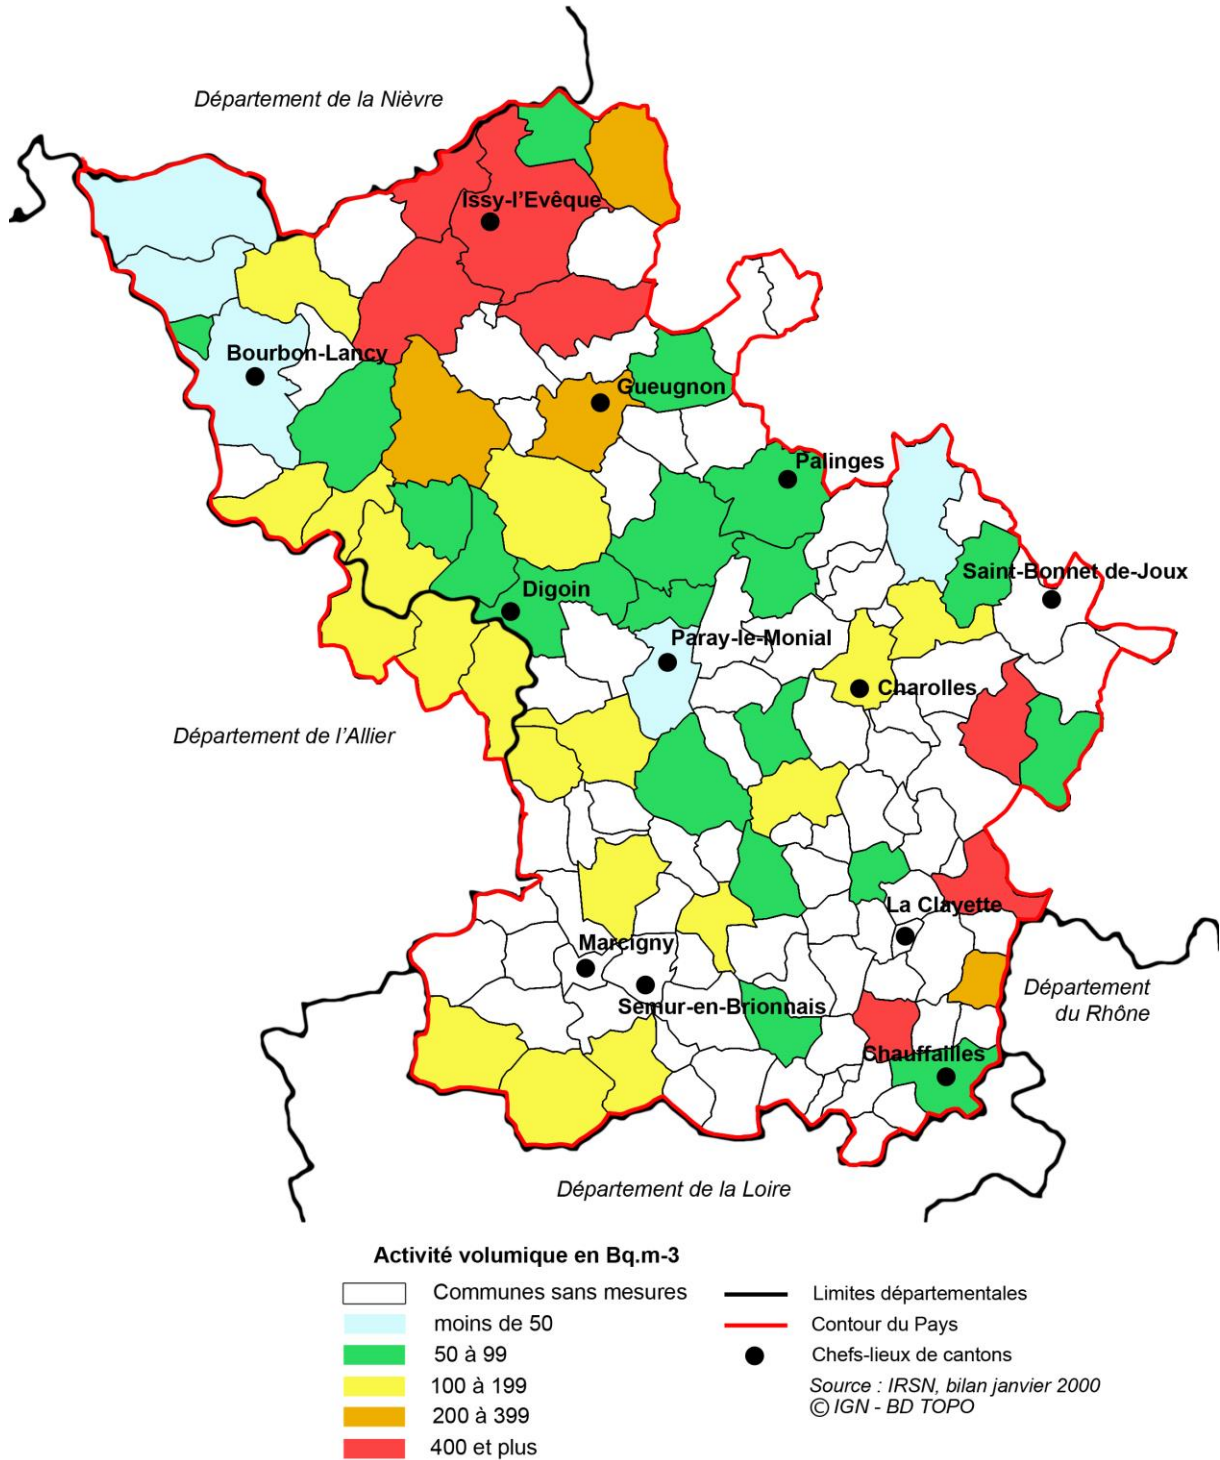 Département de la Nièvre
Issy-l'Evêque
Bourbon-Lancy
Gueugnon
Palinges
Saint-Bonnet de-Joux
Digoin
Paray-le-Monial
Charolles
Département de l'Allier
La Clayette
Marcigny
Semur-en-Brionnais
Département
du Rhône
Shauffailles
Département de la Loire
Activité volumique en Bq.m-3
Communes sans mesures
moins de 50
50 à 99
100 à 199
200 à 399
400 et plus
Limites départementales
Contour du Pays
Chefs-lieux de cantons
Source : IRSN, bilan janvier 2000
© IGN - BD TOPO